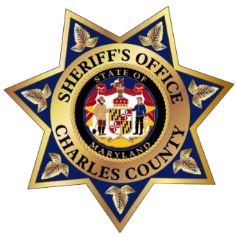 SHERIFF'S OFFICE
STATE OF
MARYLAND
CHARLES COUNTY